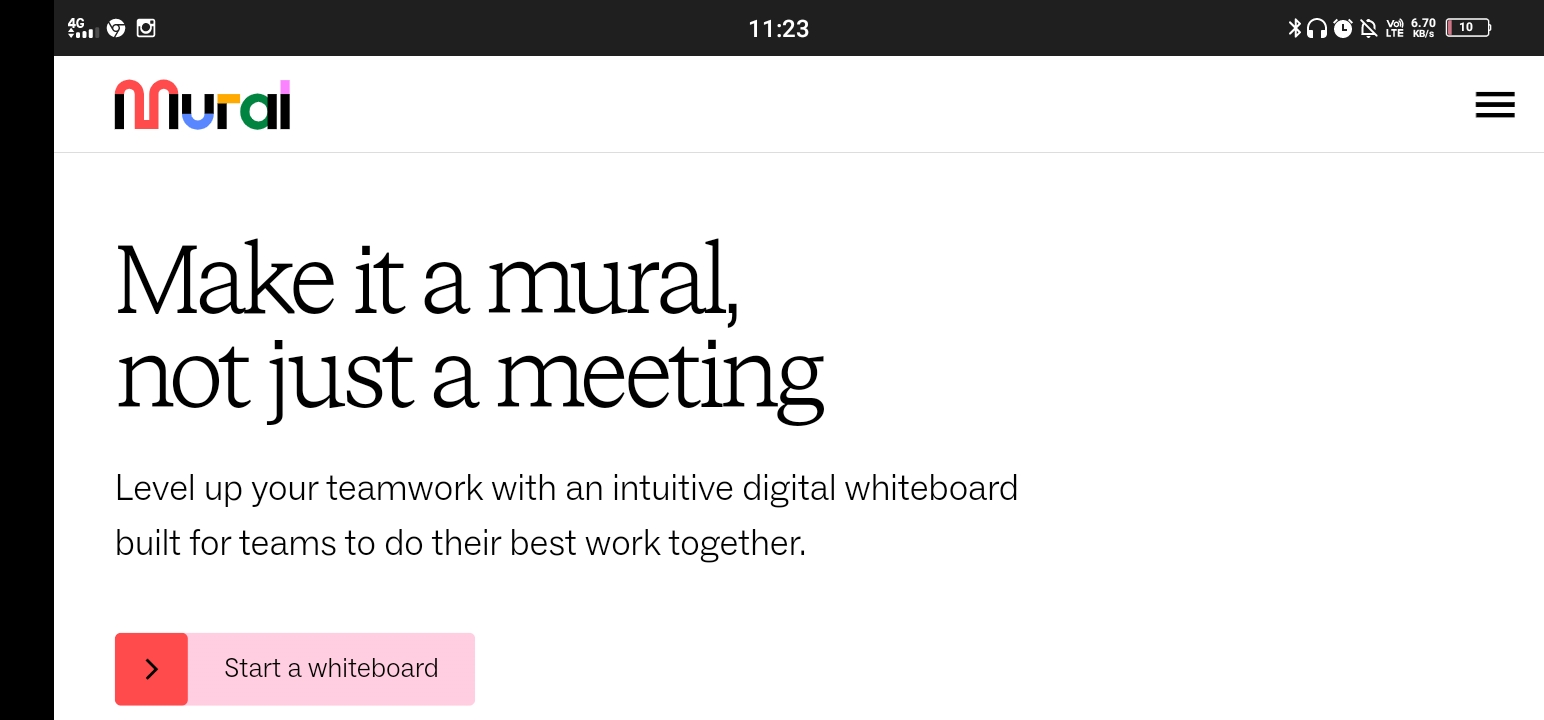 4G
11:23
Vo) LTE
6.70 KB/s
10
mural
Make it a mural,
not just a meeting
Level up your teamwork with an intuitive digital whiteboard
built for teams to do their best work together.
Start a whiteboard